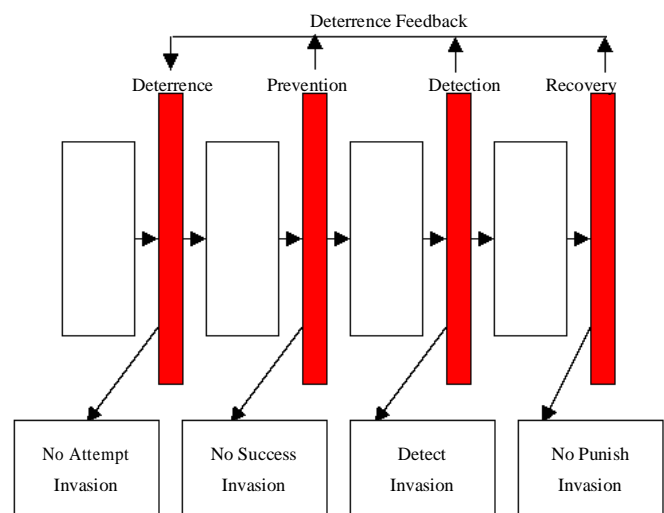 Deterrence Feedback
Deterrence Prevention Detection Recovery
No Attempt
Invasion
No Success
Invasion
Detect
Invasion
No Punish
Invasion